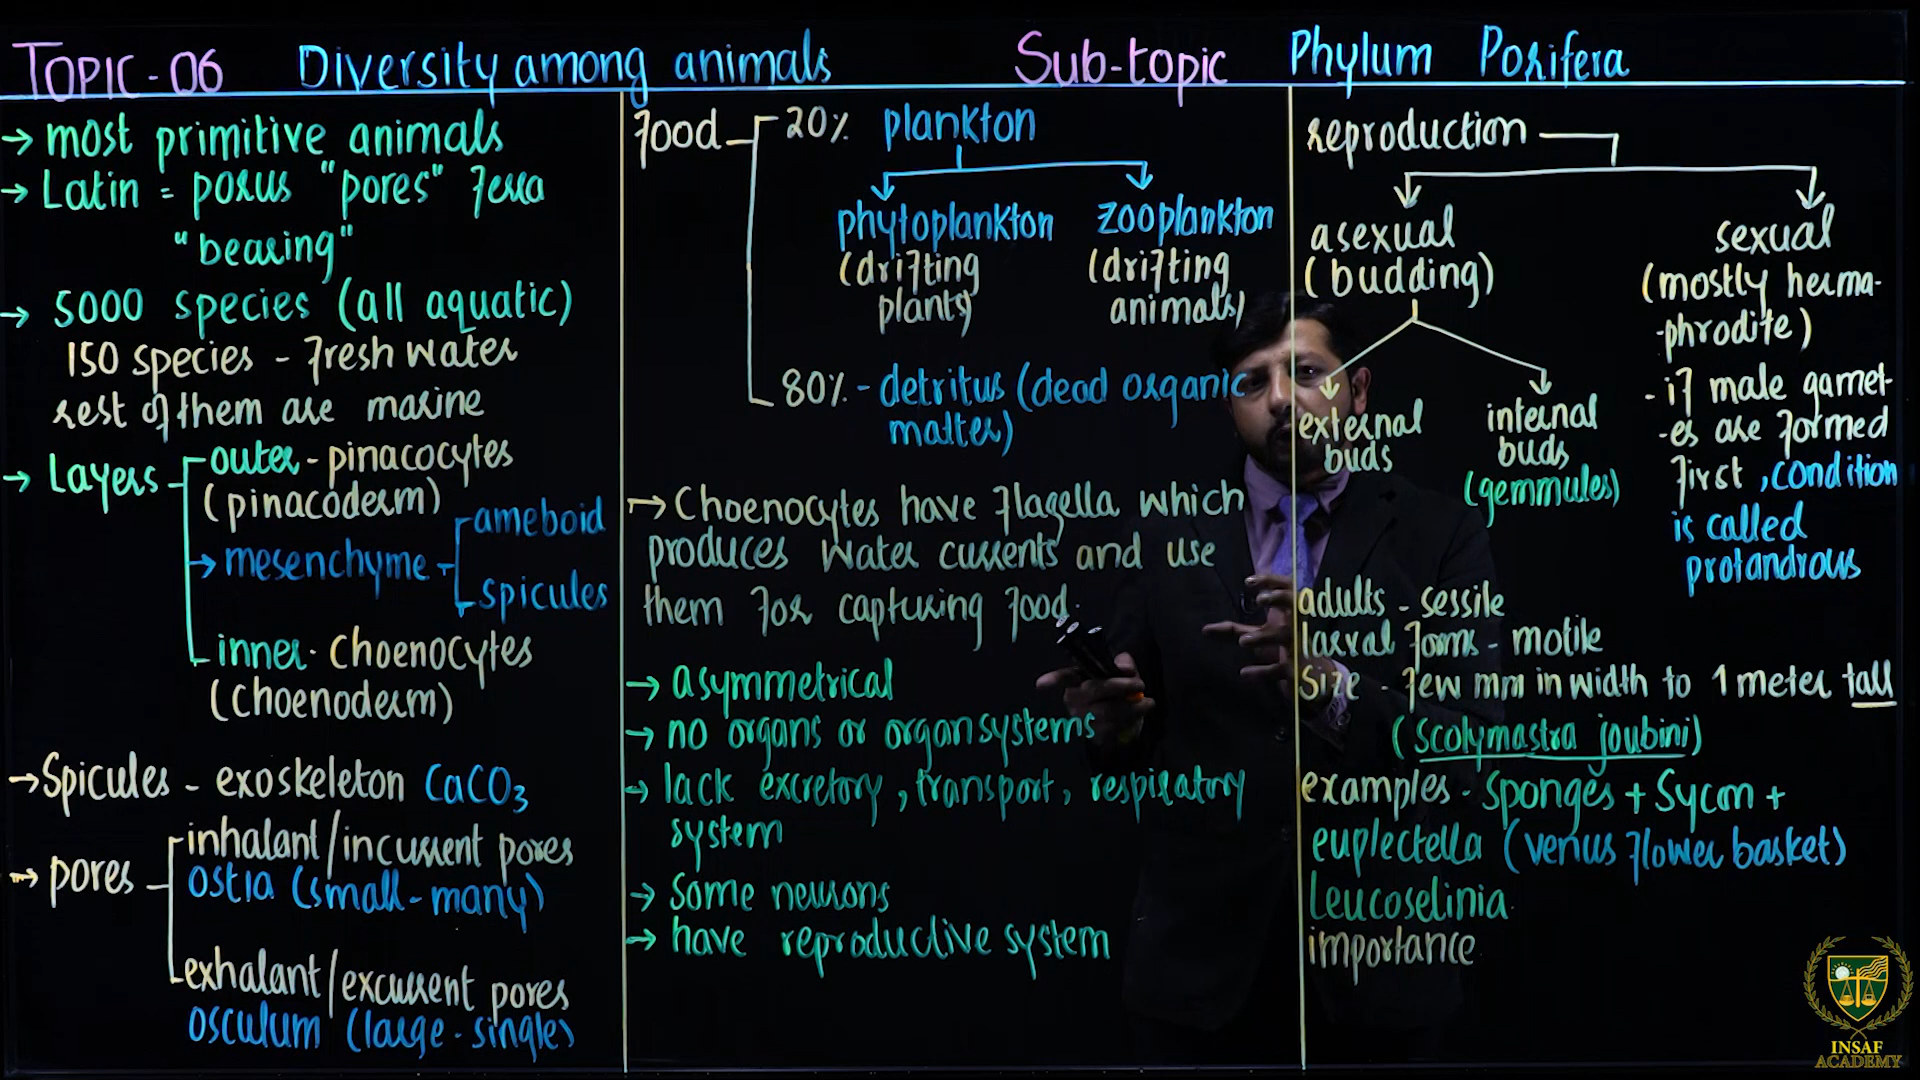 TOPIC-06 Diversity among animals Sub-topic Phylum Porifera
→ most primitive animals
→ Latin = porus "pores" ferra
"bearing"
→ 5000 species (all aquatic)
150 species - fresh water
rest of them are marine
→ Layers
outer - pinacocytes
(pinacoderm)
→ mesenchyme
ameboid
spicules
inner - choenocytes
(choenoderm)
→ Spicules - exoskeleton CaCO3
→ pores
inhalant/incurrent pores
ostia (small-many)
exhalant/excurrent pores
osculum (large-single)
food
20% plankton
phytoplankton
(drifting
plants)
zooplankton
(drifting
animals)
80% - detritus (dead organic
matter)
→ Choenocytes have flagella which
produces water currents and use
them for capturing food.
→ asymmetrical
→ no organs or organ systems
→ lack excretory, transport, respiratory
system
→ Some neurons
→ have reproductive system
reproduction
asexual
(budding)
external
buds
internal
buds
(gemmules)
sexual
(mostly herma-
-phrodite)
- if male gamet-
-es are formed
first, condition
is called
protandrous
adults - sessile
larval forms - motile
Size - few mm in width to 1 meter tall
(scolymastra joubini)
examples - sponges + Sycon +
euplectella (venus flower basket)
Leucoselinia
importance
INSAF
ACADEMY